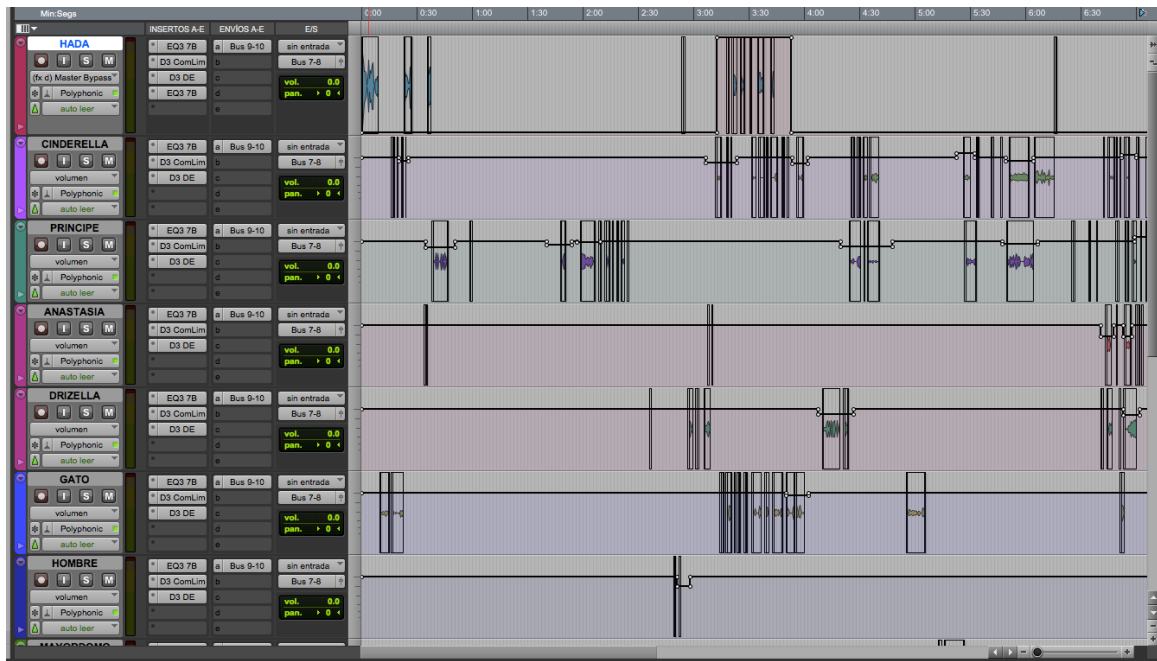 Min:Segs 0:00 0:30 1:00 1:30 2:00 2:30 3:00 3:30 4:00 4:30 5:00 5:30 6:00 6:30
INSERTOS A-E ENVÍOS A-E E/S
HADA EQ3 7B a Bus 9-10 sin entrada
I S M D3 ComLim b Bus 7-8
(fx d) Master Bypass D3 DE c vol. 0.0
Polyphonic EQ3 7B d pan. 0
auto leer e
CINDERELLA EQ3 7B a Bus 9-10 sin entrada
I S M D3 ComLim b Bus 7-8
volumen D3 DE c vol. 0.0
Polyphonic d pan. 0
auto leer e
PRINCIPE EQ3 7B a Bus 9-10 sin entrada
I S M D3 ComLim b Bus 7-8
volumen D3 DE c vol. 0.0
Polyphonic d pan. 0
auto leer e
ANASTASIA EQ3 7B a Bus 9-10 sin entrada
I S M D3 ComLim b Bus 7-8
volumen D3 DE c vol. 0.0
Polyphonic d pan. 0
auto leer e
DRIZELLA EQ3 7B a Bus 9-10 sin entrada
I S M D3 ComLim b Bus 7-8
volumen D3 DE c vol. 0.0
Polyphonic d pan. 0
auto leer e
GATO EQ3 7B a Bus 9-10 sin entrada
I S M D3 ComLim b Bus 7-8
volumen D3 DE c vol. 0.0
Polyphonic d pan. 0
auto leer e
HOMBRE EQ3 7B a Bus 9-10 sin entrada
I S M D3 ComLim b Bus 7-8
volumen D3 DE c vol. 0.0
Polyphonic d pan. 0
auto leer e